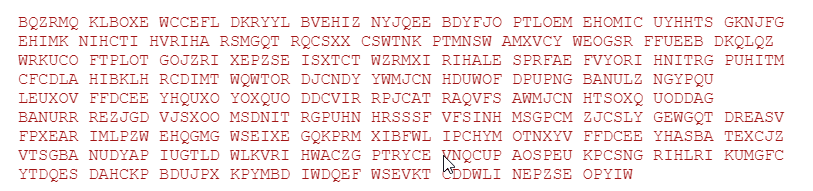 BQZRMQ KLBOXE WCCEFL DKRYYL BVEHIZ NYJQEE BDYFJO PTLOEM EHOMIC UYHHTS GKNJFG
EHIMK NIHCTI HVRIHA RSMGQT RQCSXX CSWTNK PTMNSW AMXVCY WEOGSR FFUEEB DKQLQZ
WRKUCO FTPLOT GOJZRI XEPZSE ISXTCT WZRMXI RIHALE SPRFAE FVYORI HNITRG PUHITM
CFCDLA HIBKLH RCDIMT WQWTOR DJCNDY YWMJCN HDUWOF DPUPNG BANULZ NGYPQU
LEUXOV FFDCEE YHQUXO YOXQUO DDCVIR RPJCAT RAQVFS AWMJCN HTSOXQ UODDAG
BANURR REZJGD VJSXOO MSDNIT RGPUHN HRSSSF VFSINH MSGPCM ZJCSLY GEWGQT DREASV
FPXEAR IMLPZW EHQGMG WSEIXE GQKPRM XIBFWL IPCHYM OTNXYV FFDCEE YHASBA TEXCJZ
VTSGBA NUDYAP IUGTLD WLKVRI HWACZG PTRYCE VNQCUP AOSPEU KPCSNG RIHLRI KUMGFC
YTDQES DAHCKP BDUJPX KPYMBD IWDQEF WSEVKT CDDWLI NEPZSE OPYIW